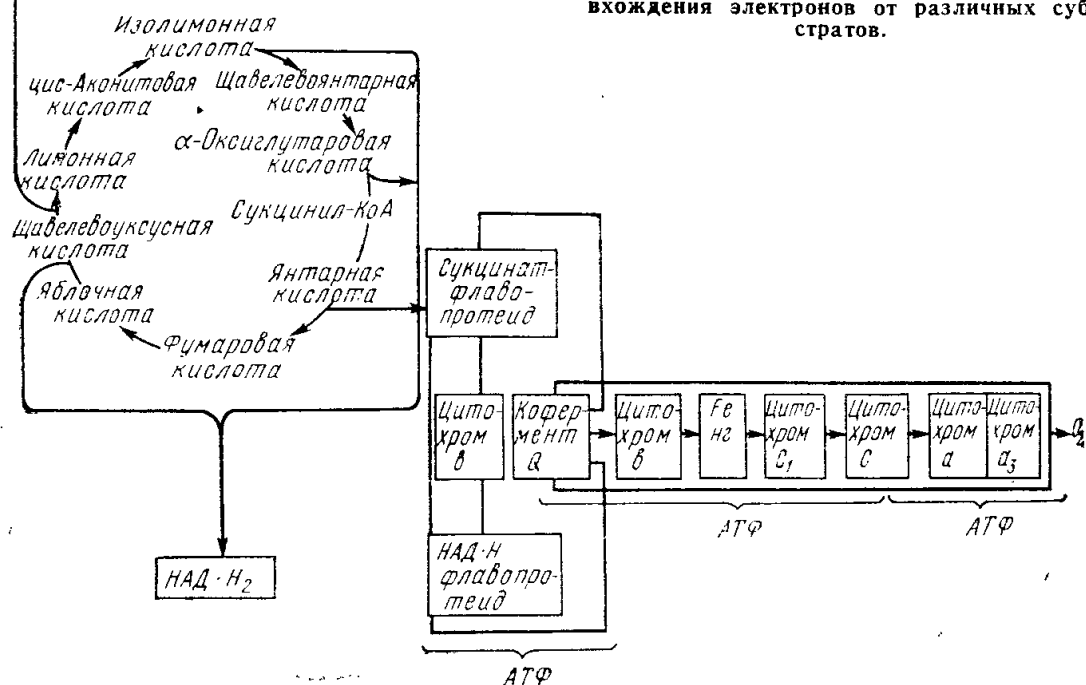 вхождения электронов от различных суб-
стратов.
Изолимонная
кислота
цис-Аконитовая
кислота
Щавелевоянтарная
кислота
α-Оксиглутаровая
кислота
Лимонная
кислота
Сукцинил-КоА
Щавелевоуксусная
кислота
Янтарная
кислота
Яблочная
кислота
Фумаровая
кислота
Сукцинат-
флаво-
протеид
Цито-
хром
в
Кофер-
мент
Q
Цито-
хром
в
Fe
нг
Цито-
хром
C₁
Цито-
хром
C
Цито-
хром
a
Цито-
хром
a₃
АТФ
АТФ
НАД·Н₂
НАД·Н
флавопро-
теид
АТФ